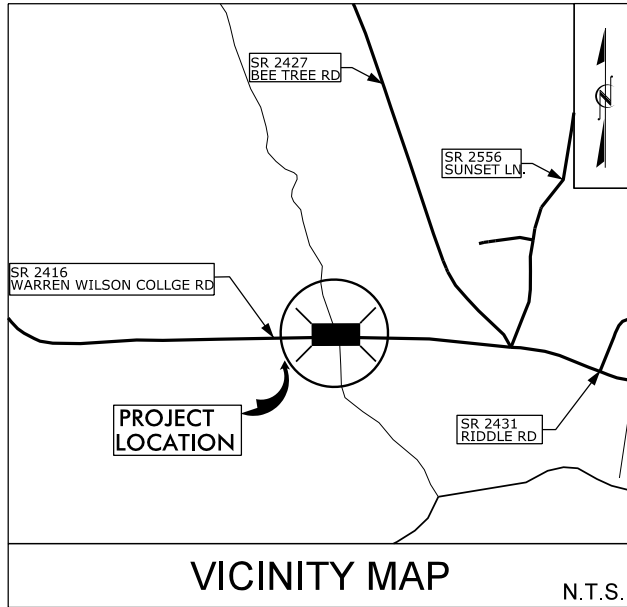 SR 2427
BEE TREE RD
SR 2556
SUNSET LN.
SR 2416
WARREN WILSON COLLGE RD
PROJECT
LOCATION
SR 2431
RIDDLE RD
VICINITY MAP
N.T.S.